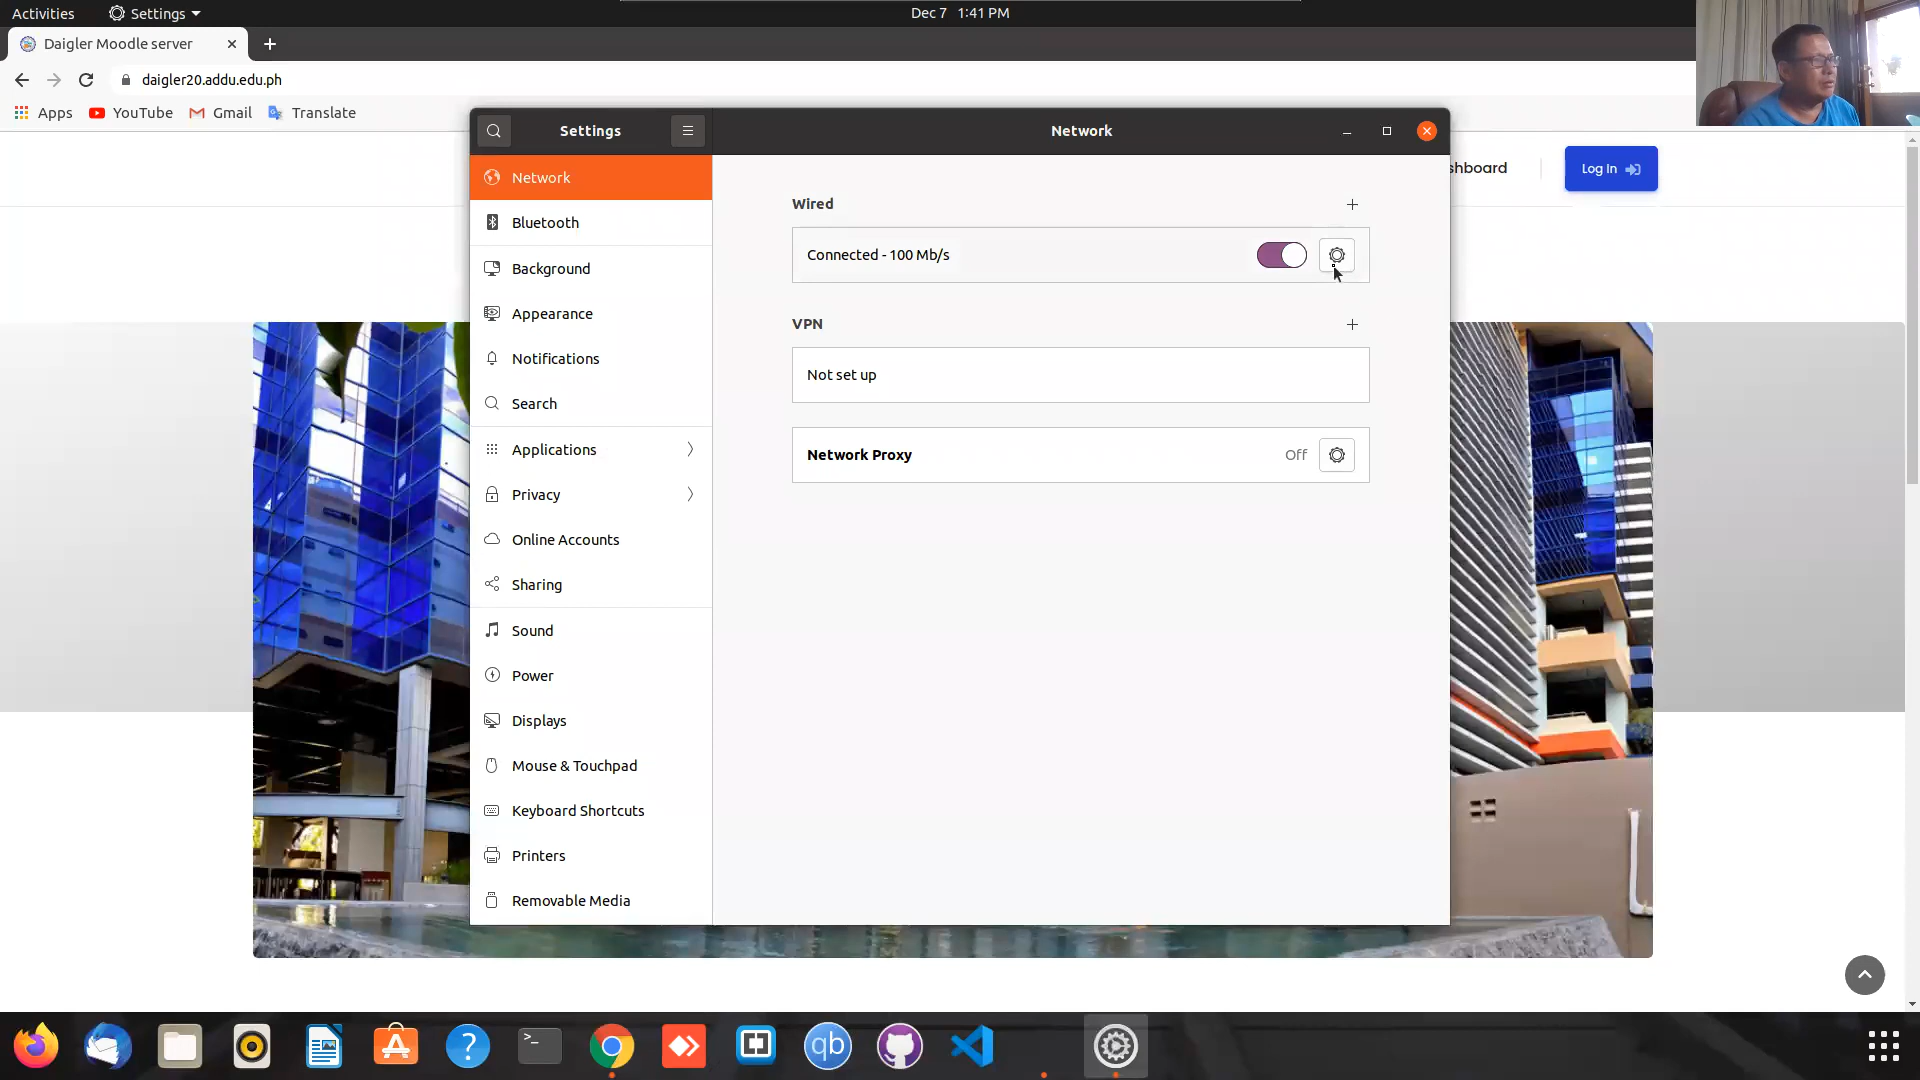 Activities
Settings
Dec 7 1:41 PM
Daigler Moodle server
daigler20.addu.edu.ph
Apps
YouTube
Gmail
Translate
Settings
Network
shboard
Log In
Network
Bluetooth
Background
Appearance
Notifications
Search
Applications
Privacy
Online Accounts
Sharing
Sound
Power
Displays
Mouse & Touchpad
Keyboard Shortcuts
Printers
Removable Media
Wired
Connected - 100 Mb/s
VPN
Not set up
Network Proxy
Off
>_
qb